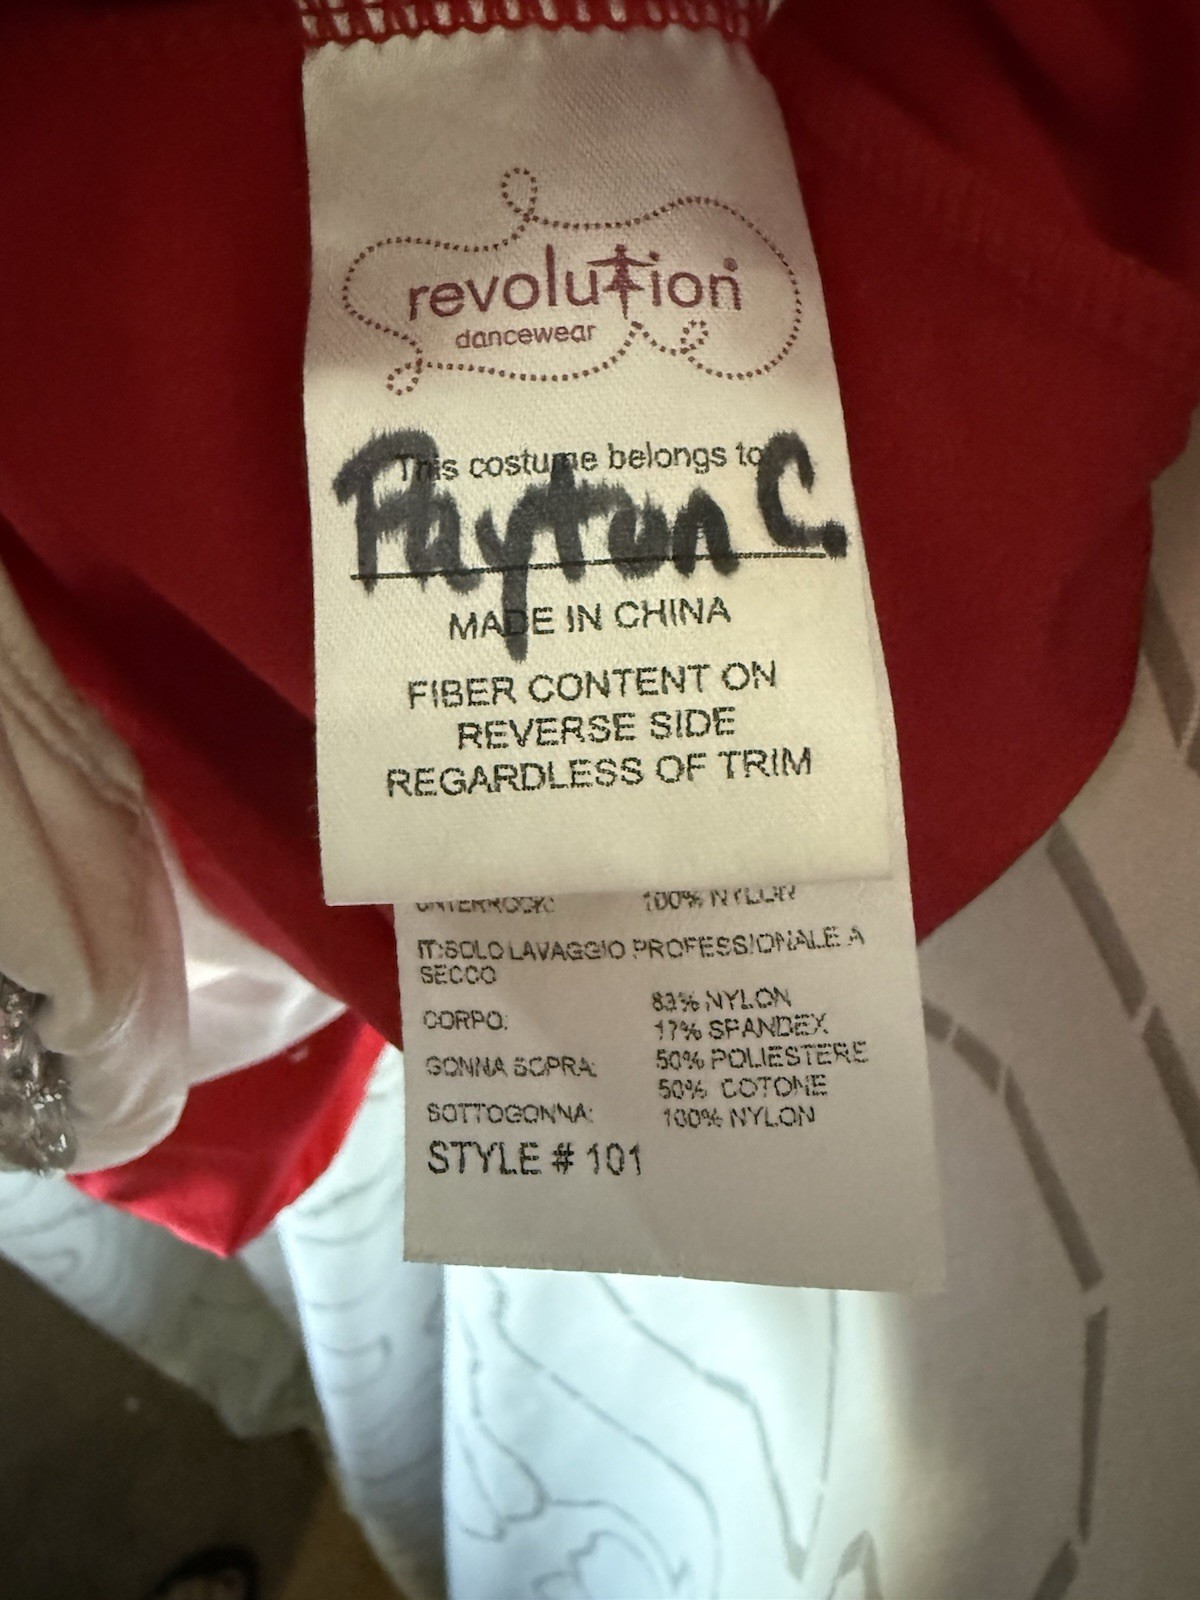 revolution
dancewear
This costume belongs to
Payton C.
MADE IN CHINA
FIBER CONTENT ON
REVERSE SIDE
REGARDLESS OF TRIM
UNTERROCK: 100% NYLON
IT:SOLO LAVAGGIO PROFESSIONALE A
SECCO
CORPO: 83% NYLON
17% SPANDEX
GONNA SOPRA: 50% POLIESTERE
50% COTONE
SOTTOGONNA: 100% NYLON
STYLE # 101